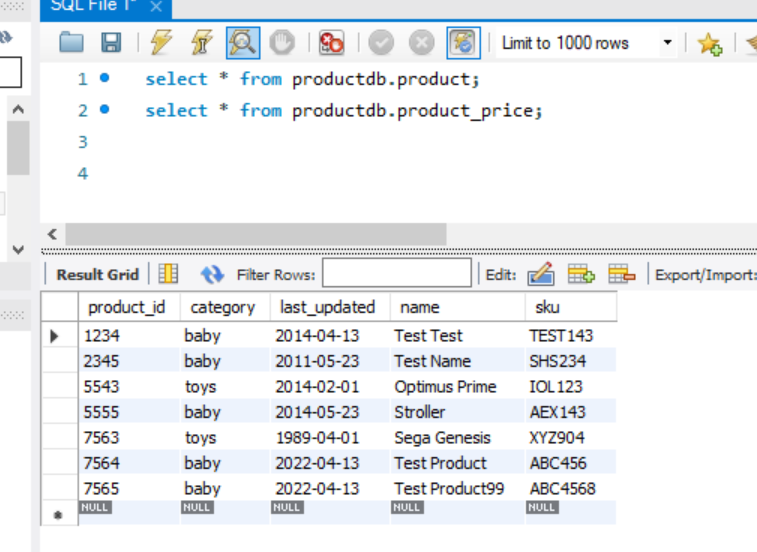 SQL File 1*
Limit to 1000 rows
1 select * from productdb.product;
2 select * from productdb.product_price;
3
4
Result Grid Filter Rows: Edit: Export/Import:
product_id category last_updated name sku
1234 baby 2014-04-13 Test Test TEST143
2345 baby 2011-05-23 Test Name SHS234
5543 toys 2014-02-01 Optimus Prime IOL123
5555 baby 2014-05-23 Stroller AEX143
7563 toys 1989-04-01 Sega Genesis XYZ904
7564 baby 2022-04-13 Test Product ABC456
7565 baby 2022-04-13 Test Product99 ABC4568
NULL NULL NULL NULL NULL